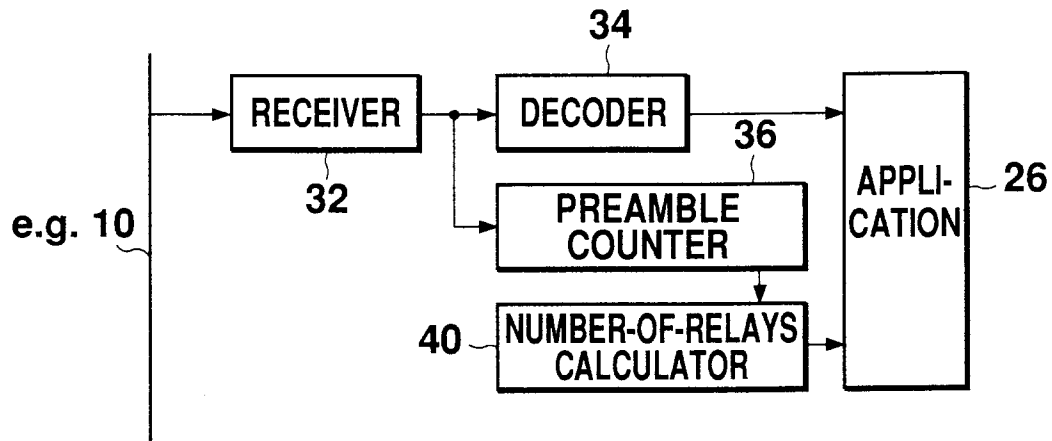 34
RECEIVER
DECODER
36
32
APPLI-
CATION
26
e.g. 10
PREAMBLE
COUNTER
40
NUMBER-OF-RELAYS
CALCULATOR